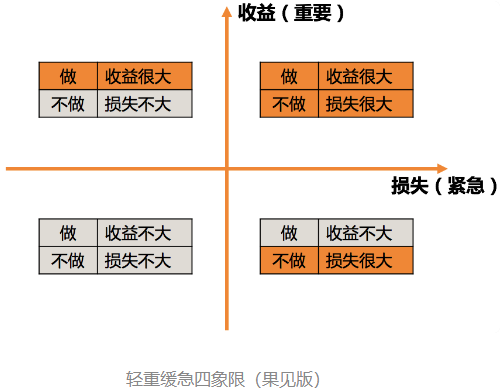 收益（重要）
做 收益很大
不做 损失不大
做 收益很大
不做 损失很大
损失（紧急）
做 收益不大
不做 损失不大
做 收益不大
不做 损失很大
轻重缓急四象限（果见版）